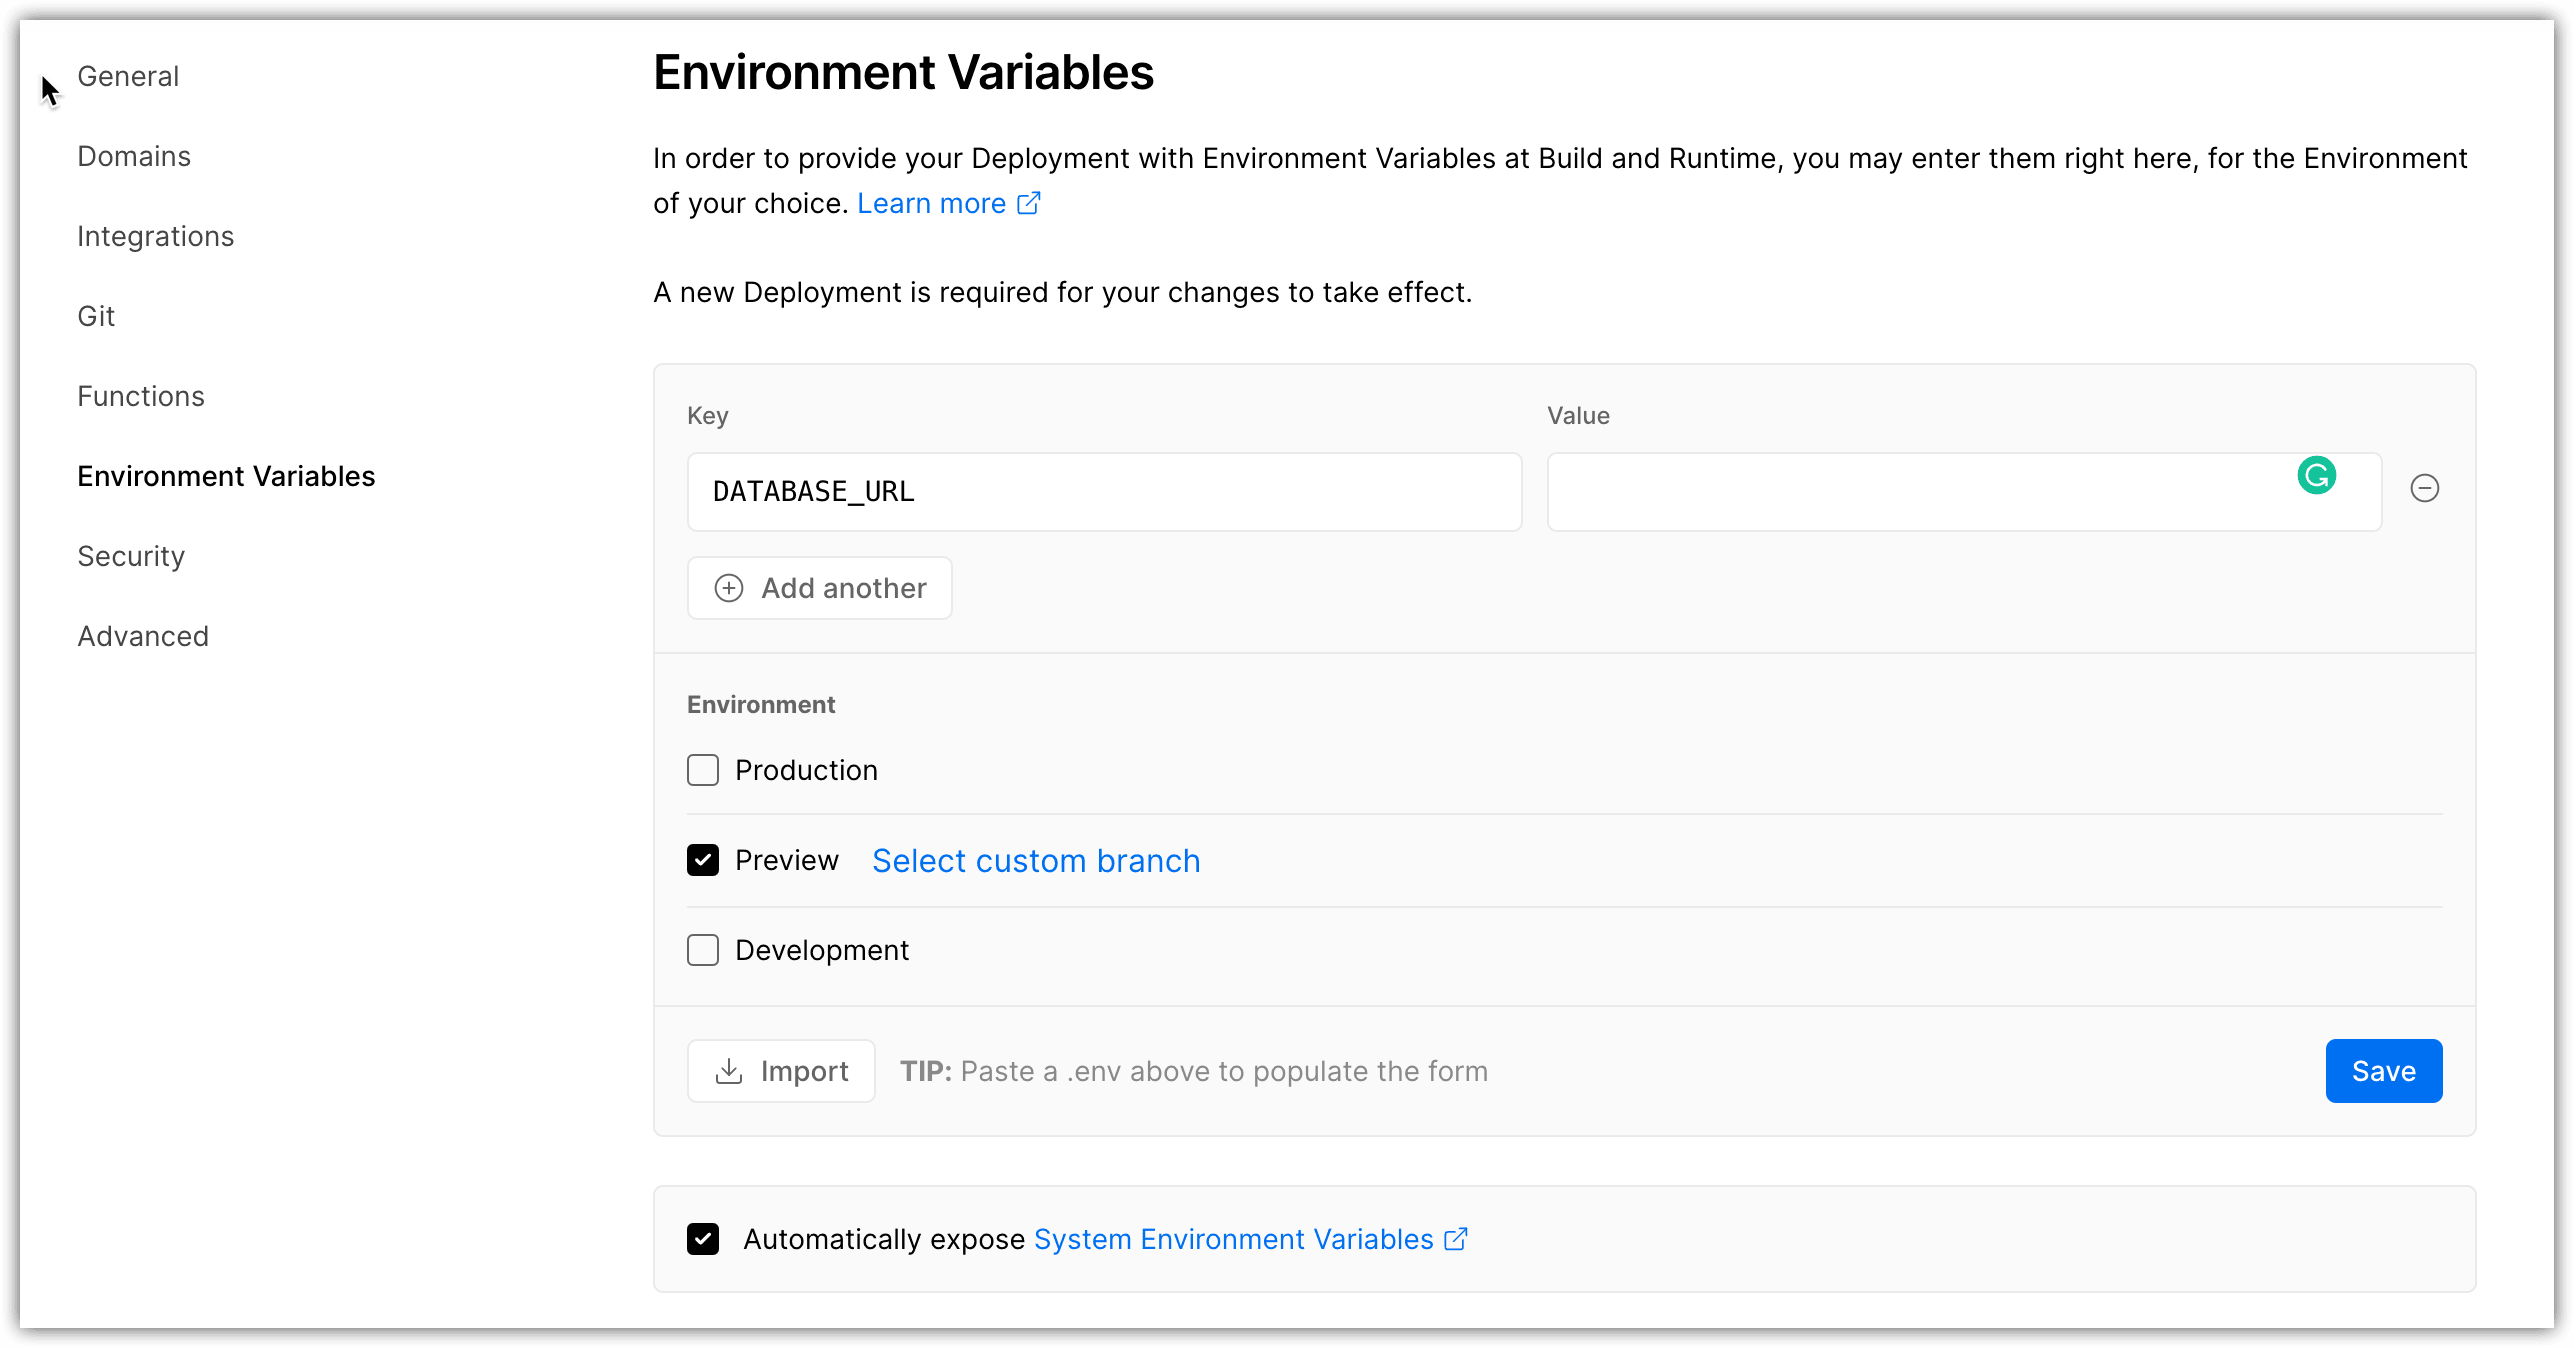 General
Domains
Integrations
Git
Functions
Environment Variables
Security
Advanced
Environment Variables
In order to provide your Deployment with Environment Variables at Build and Runtime, you may enter them right here, for the Environment
of your choice. Learn more
A new Deployment is required for your changes to take effect.
Key Value
DATABASE_URL
Add another
Environment
Production
Preview Select custom branch
Development
Import TIP: Paste a .env above to populate the form Save
Automatically expose System Environment Variables